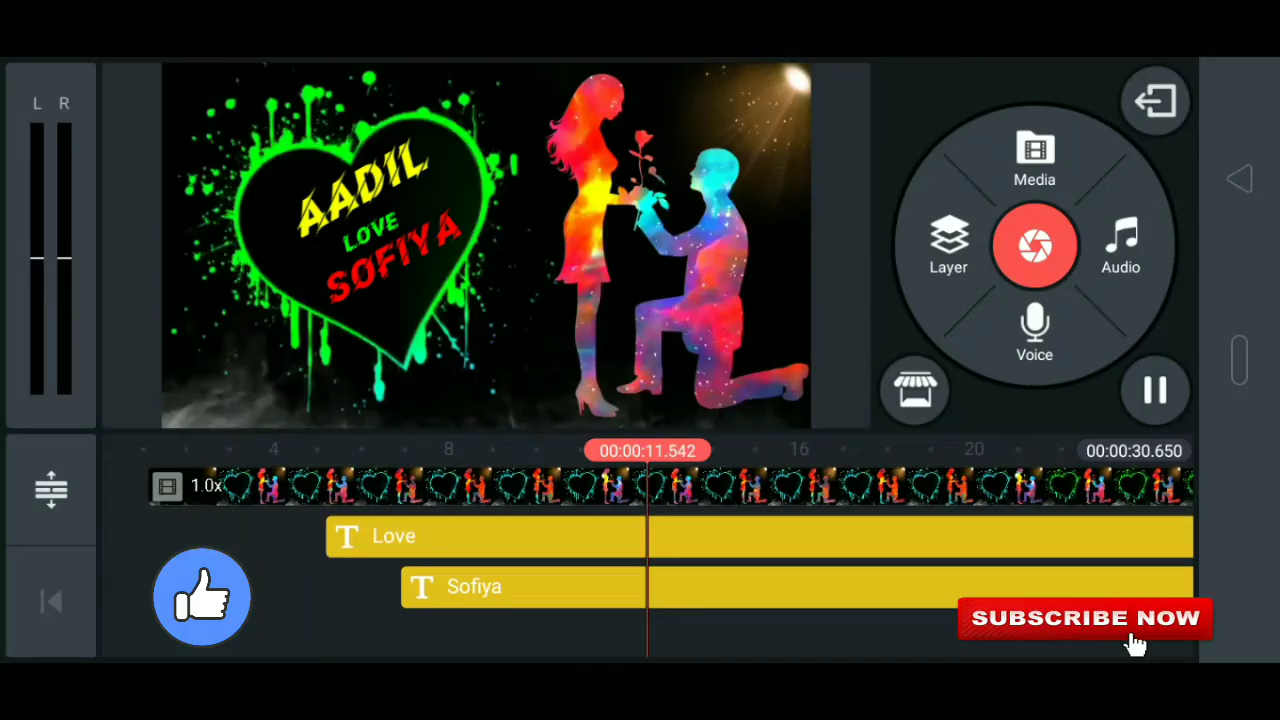 L R
AADIL
LOVE
SOFIYA
Media
Layer
Audio
Voice
4 8 00:00:11.542 16 20 00:00:30.650
1.0x
T Love
T Sofiya
SUBSCRIBE NOW